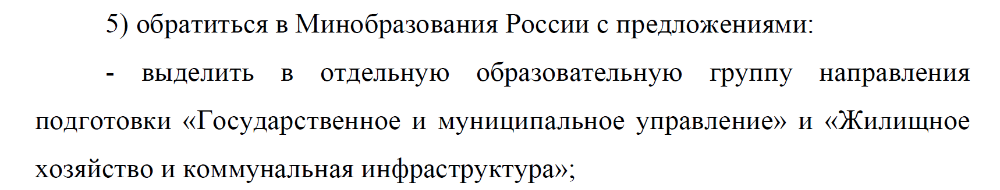 5) обратиться в Минобразования России с предложениями:
- выделить в отдельную образовательную группу направления
подготовки «Государственное и муниципальное управление» и «Жилищное
хозяйство и коммунальная инфраструктура»;